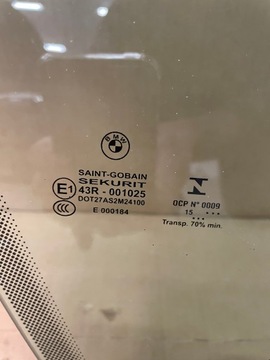 BMW
SAINT-GOBAIN
SEKURIT
E1 43R - 001025
DOT27AS2M24100
CCC E 000184
N
OCP N° 0009
15 ...
...
Transp. 70% min.